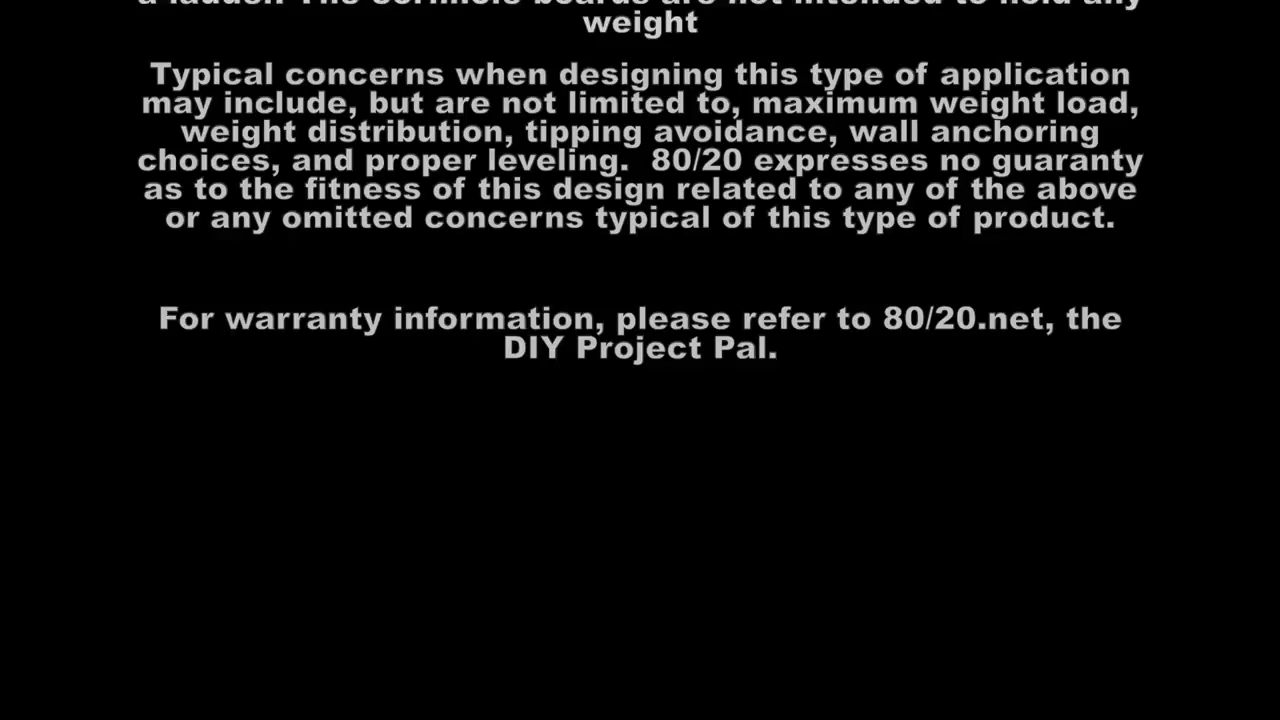 boards are not intended to hold any
weight
Typical concerns when designing this type of application
may include, but are not limited to, maximum weight load,
weight distribution, tipping avoidance, wall anchoring
choices, and proper leveling.  80/20 expresses no guaranty
as to the fitness of this design related to any of the above
or any omitted concerns typical of this type of product.
For warranty information, please refer to 80/20.net, the
DIY Project Pal.